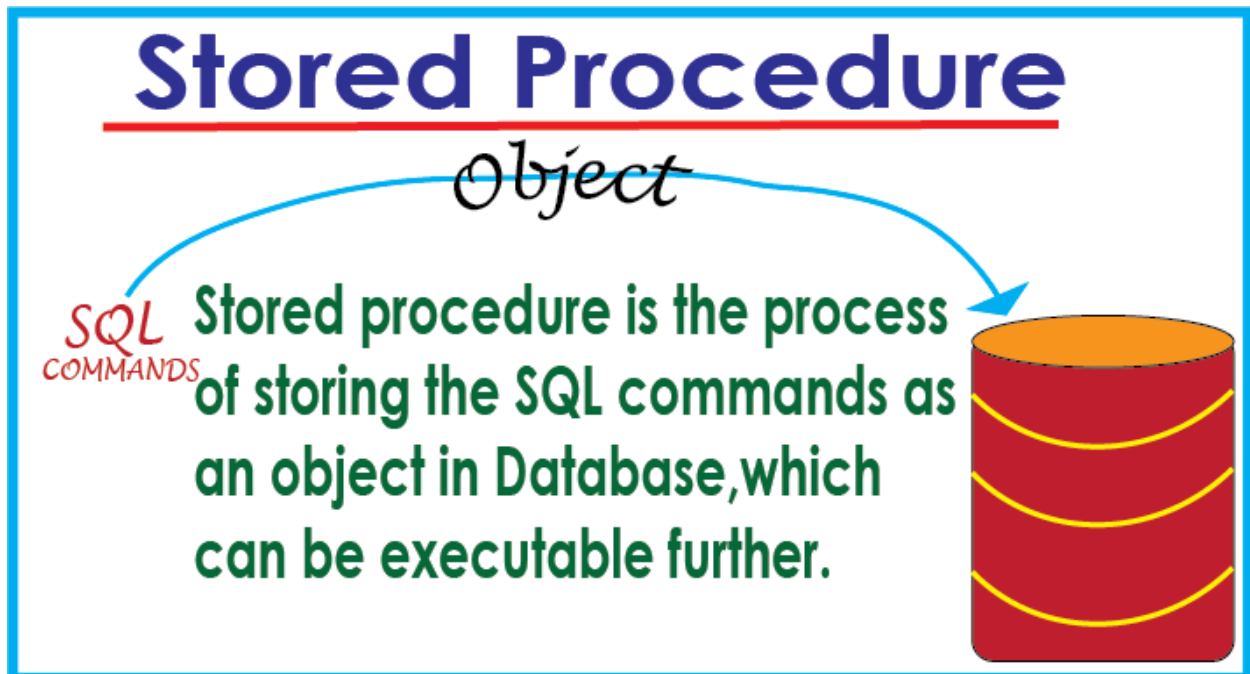 Stored Procedure
Object
SQL
COMMANDS
Stored procedure is the process
of storing the SQL commands as
an object in Database,which
can be executable further.